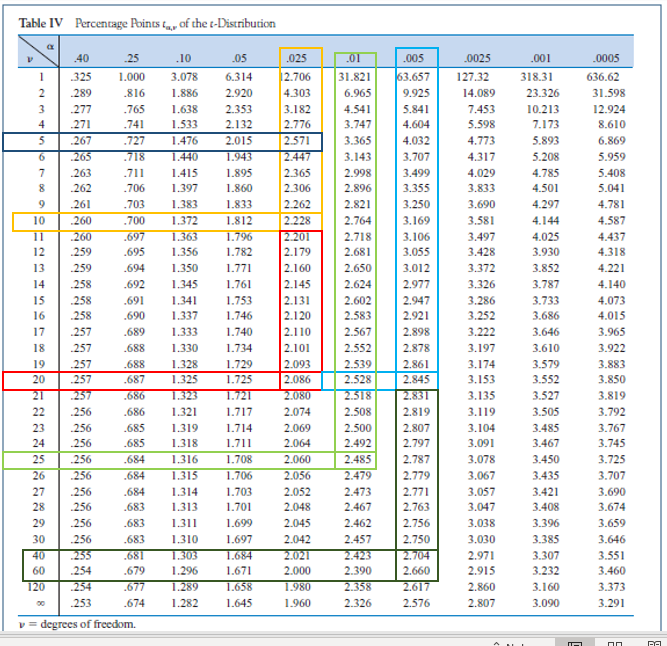 Table IV Percentage Points tα,ν of the t-Distribution
α
ν .40 .25 .10 .05 .025 .01 .005 .0025 .001 .0005
1 .325 1.000 3.078 6.314 12.706 31.821 63.657 127.32 318.31 636.62
2 .289 .816 1.886 2.920 4.303 6.965 9.925 14.089 23.326 31.598
3 .277 .765 1.638 2.353 3.182 4.541 5.841 7.453 10.213 12.924
4 .271 .741 1.533 2.132 2.776 3.747 4.604 5.598 7.173 8.610
5 .267 .727 1.476 2.015 2.571 3.365 4.032 4.773 5.893 6.869
6 .265 .718 1.440 1.943 2.447 3.143 3.707 4.317 5.208 5.959
7 .263 .711 1.415 1.895 2.365 2.998 3.499 4.029 4.785 5.408
8 .262 .706 1.397 1.860 2.306 2.896 3.355 3.833 4.501 5.041
9 .261 .703 1.383 1.833 2.262 2.821 3.250 3.690 4.297 4.781
10 .260 .700 1.372 1.812 2.228 2.764 3.169 3.581 4.144 4.587
11 .260 .697 1.363 1.796 2.201 2.718 3.106 3.497 4.025 4.437
12 .259 .695 1.356 1.782 2.179 2.681 3.055 3.428 3.930 4.318
13 .259 .694 1.350 1.771 2.160 2.650 3.012 3.372 3.852 4.221
14 .258 .692 1.345 1.761 2.145 2.624 2.977 3.326 3.787 4.140
15 .258 .691 1.341 1.753 2.131 2.602 2.947 3.286 3.733 4.073
16 .258 .690 1.337 1.746 2.120 2.583 2.921 3.252 3.686 4.015
17 .257 .689 1.333 1.740 2.110 2.567 2.898 3.222 3.646 3.965
18 .257 .688 1.330 1.734 2.101 2.552 2.878 3.197 3.610 3.922
19 .257 .688 1.328 1.729 2.093 2.539 2.861 3.174 3.579 3.883
20 .257 .687 1.325 1.725 2.086 2.528 2.845 3.153 3.552 3.850
21 .257 .686 1.323 1.721 2.080 2.518 2.831 3.135 3.527 3.819
22 .256 .686 1.321 1.717 2.074 2.508 2.819 3.119 3.505 3.792
23 .256 .685 1.319 1.714 2.069 2.500 2.807 3.104 3.485 3.767
24 .256 .685 1.318 1.711 2.064 2.492 2.797 3.091 3.467 3.745
25 .256 .684 1.316 1.708 2.060 2.485 2.787 3.078 3.450 3.725
26 .256 .684 1.315 1.706 2.056 2.479 2.779 3.067 3.435 3.707
27 .256 .684 1.314 1.703 2.052 2.473 2.771 3.057 3.421 3.690
28 .256 .683 1.313 1.701 2.048 2.467 2.763 3.047 3.408 3.674
29 .256 .683 1.311 1.699 2.045 2.462 2.756 3.038 3.396 3.659
30 .256 .683 1.310 1.697 2.042 2.457 2.750 3.030 3.385 3.646
40 .255 .681 1.303 1.684 2.021 2.423 2.704 2.971 3.307 3.551
60 .254 .679 1.296 1.671 2.000 2.390 2.660 2.915 3.232 3.460
120 .254 .677 1.289 1.658 1.980 2.358 2.617 2.860 3.160 3.373
∞ .253 .674 1.282 1.645 1.960 2.326 2.576 2.807 3.090 3.291
ν = degrees of freedom.